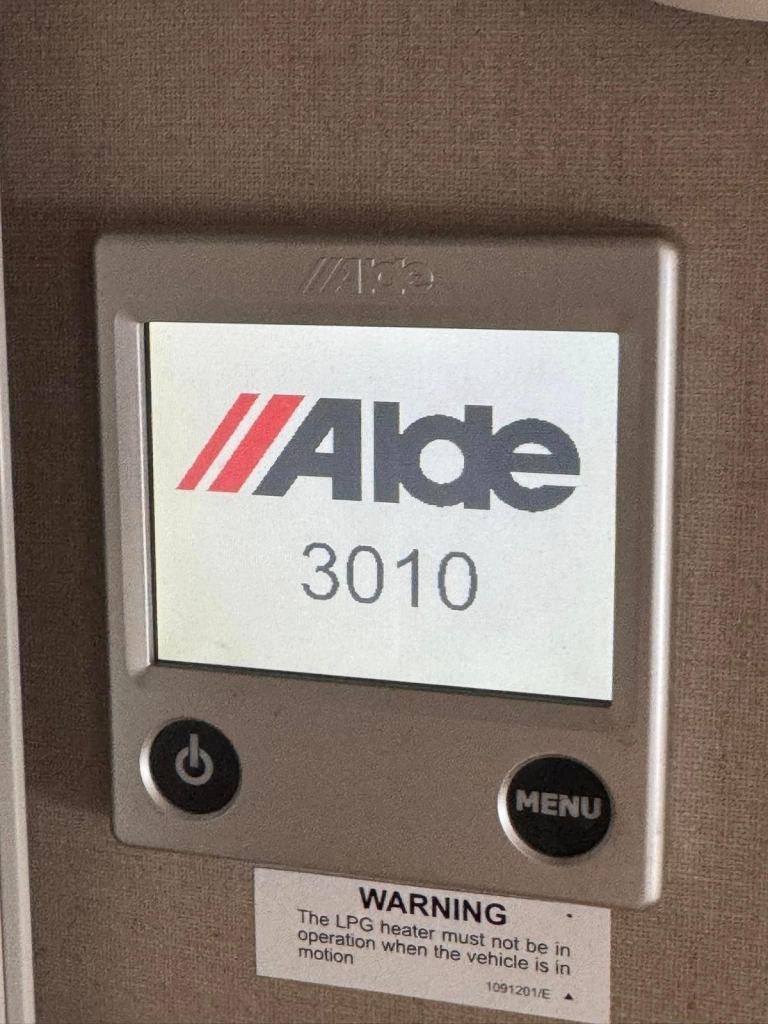 Alde
Alde
3010
MENU
WARNING
The LPG heater must not be in
operation when the vehicle is in
motion
1091201/E